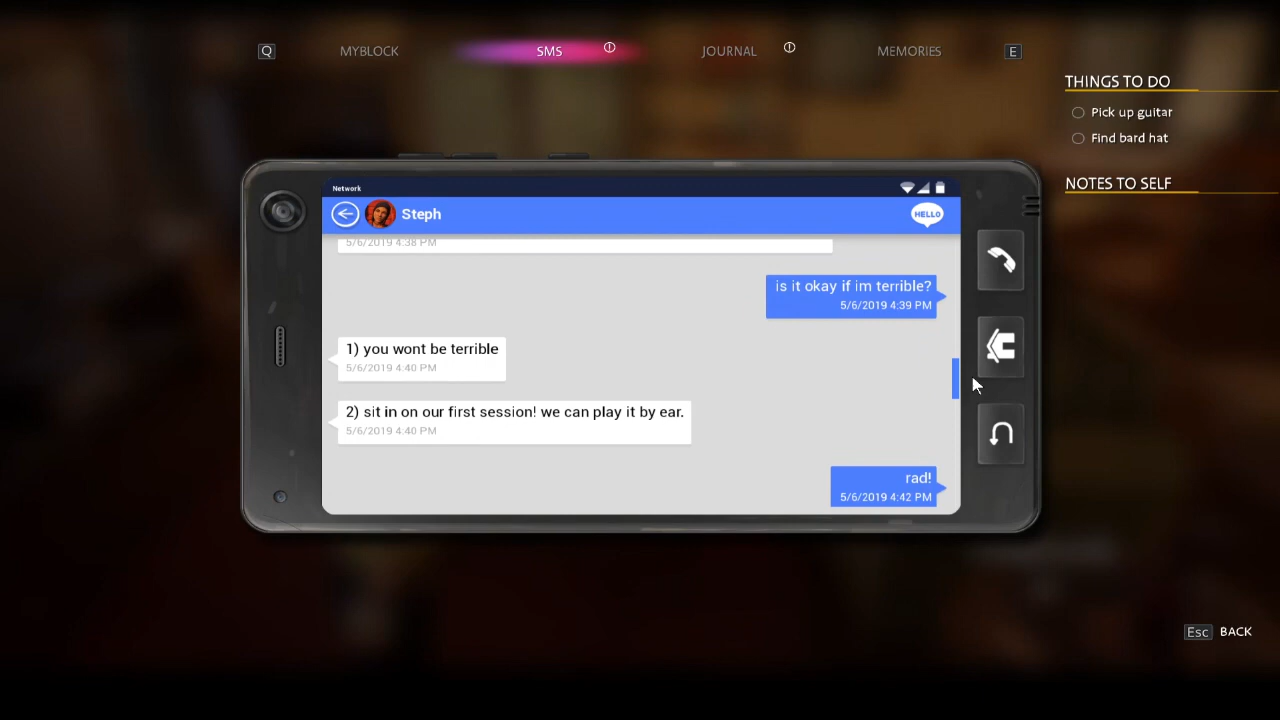 Q
MYBLOCK
SMS
JOURNAL
MEMORIES
E
THINGS TO DO
Pick up guitar
Find bard hat
NOTES TO SELF
Network
Steph
HELLO
5/6/2019 4:38 PM
is it okay if im terrible?
5/6/2019 4:39 PM
1) you wont be terrible
5/6/2019 4:40 PM
2) sit in on our first session! we can play it by ear.
5/6/2019 4:40 PM
rad!
5/6/2019 4:42 PM
Esc BACK